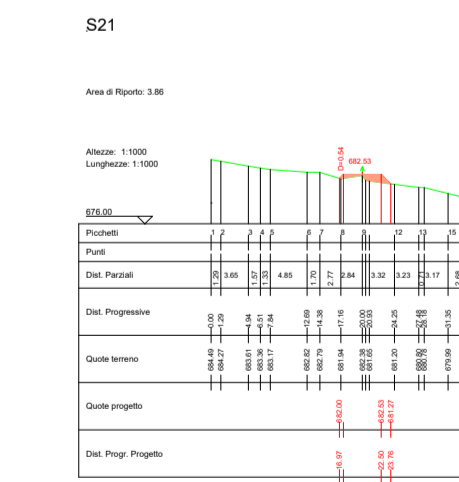 S21
Area di Riporto: 3.86
Altezze: 1:1000
Lunghezze: 1:1000
D=0.54
682.53
676.00
Picchetti 1 2 3 4 5 6 7 8 9 12 13 15
Punti
Dist. Parziali 1.29 3.65 1.57 1.33 4.85 1.70 2.77 2.84 3.32 3.23 3.17
Dist. Progressive 0.00 1.29 4.94 6.51 7.84 12.69 14.38 17.16 20.00 20.93 24.25 27.48 28.18 31.35
Quote terreno 684.49 684.27 683.61 683.36 683.17 682.82 682.79 681.94 682.38 681.65 681.20 680.80 680.78 679.99
Quote progetto 682.00 682.53 681.27
Dist. Progr. Progetto 16.97 22.50 23.76